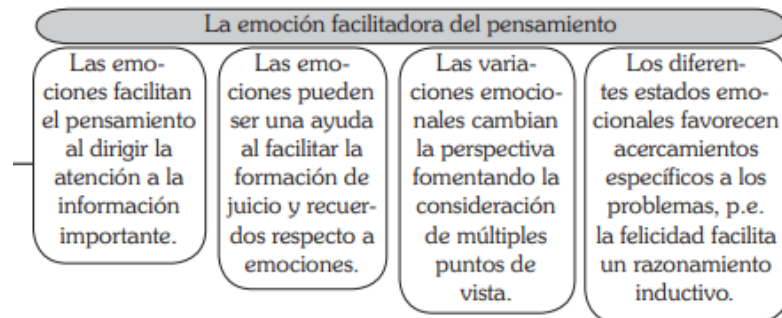 La emoción facilitadora del pensamiento
Las emo-
ciones facilitan
el pensamiento
al dirigir la
atención a la
información
importante.
Las emo-
ciones pueden
ser una ayuda
al facilitar la
formación de
juicio y recuer-
dos respecto a
emociones.
Las varia-
ciones emocio-
nales cambian
la perspectiva
fomentando la
consideración
de múltiples
puntos de
vista.
Los diferen-
tes estados emo-
cionales favorecen
acercamientos
específicos a los
problemas, p.e.
la felicidad facilita
un razonamiento
inductivo.